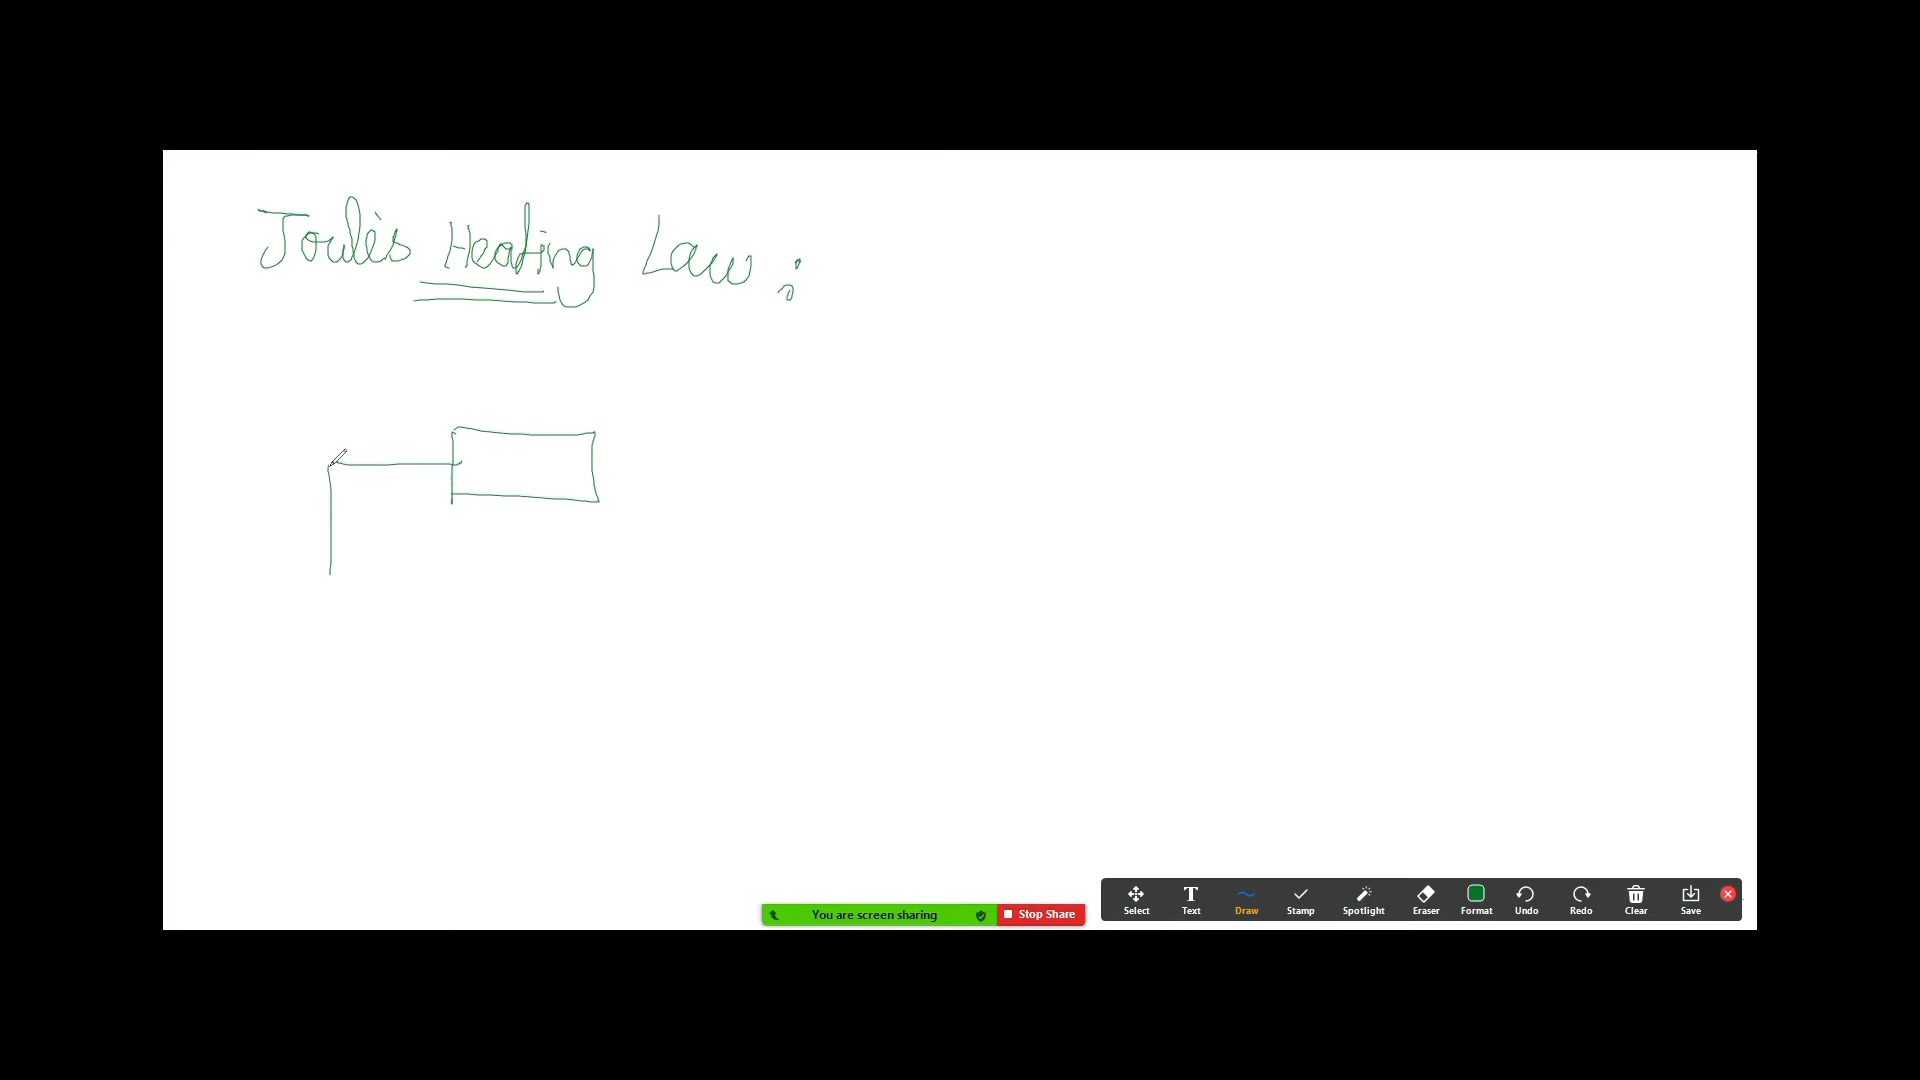 Joule's Heating Law :
You are screen sharing
Stop Share
Select
Text
Draw
Stamp
Spotlight
Eraser
Format
Undo
Redo
Clear
Save